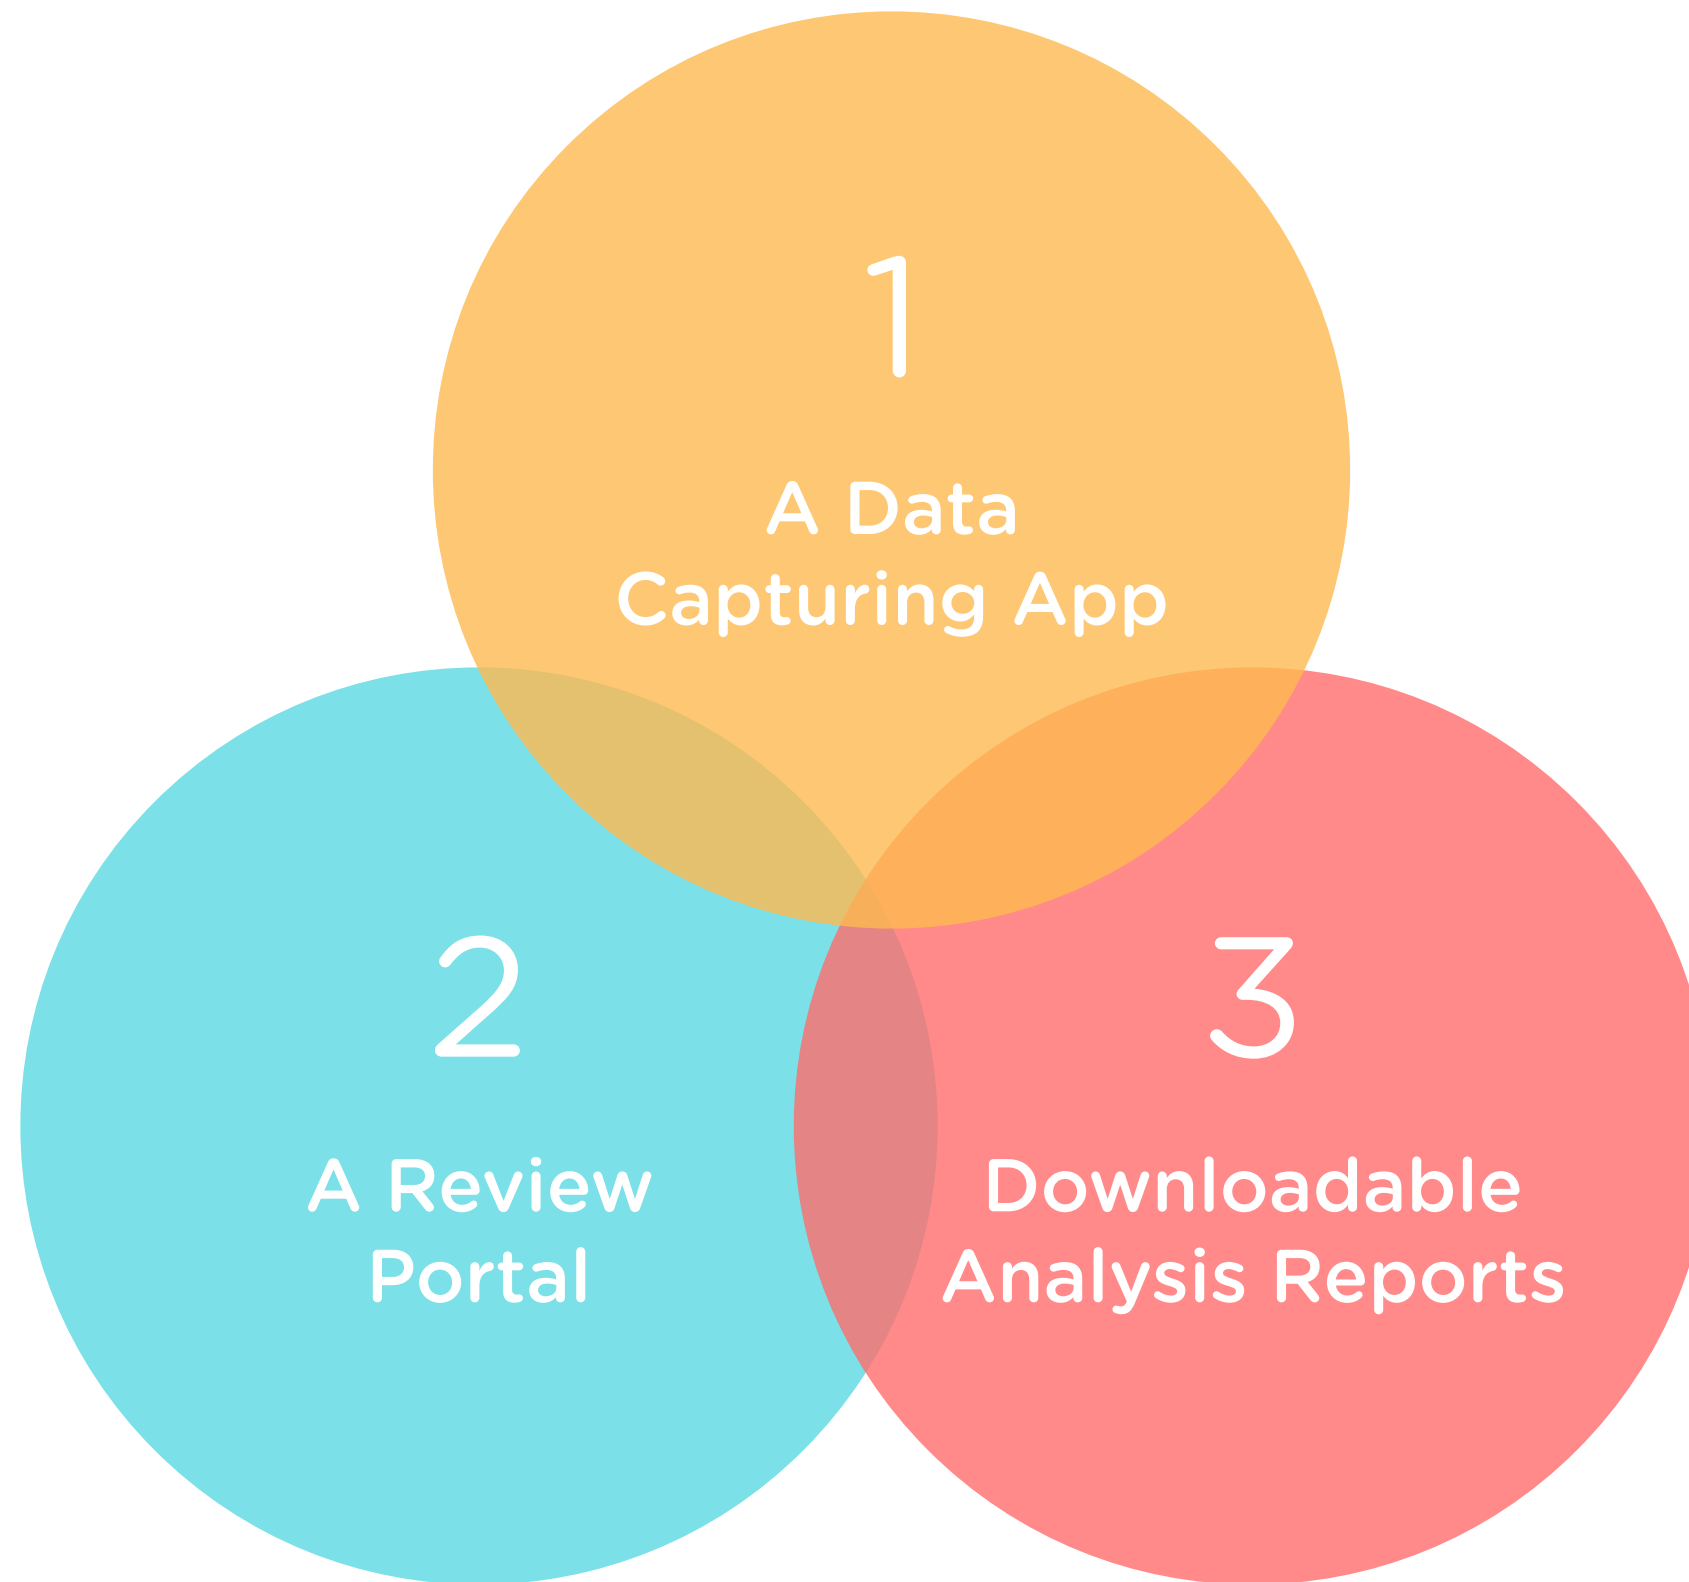 1
A Data
Capturing App
2
A Review
Portal
3
Downloadable
Analysis Reports